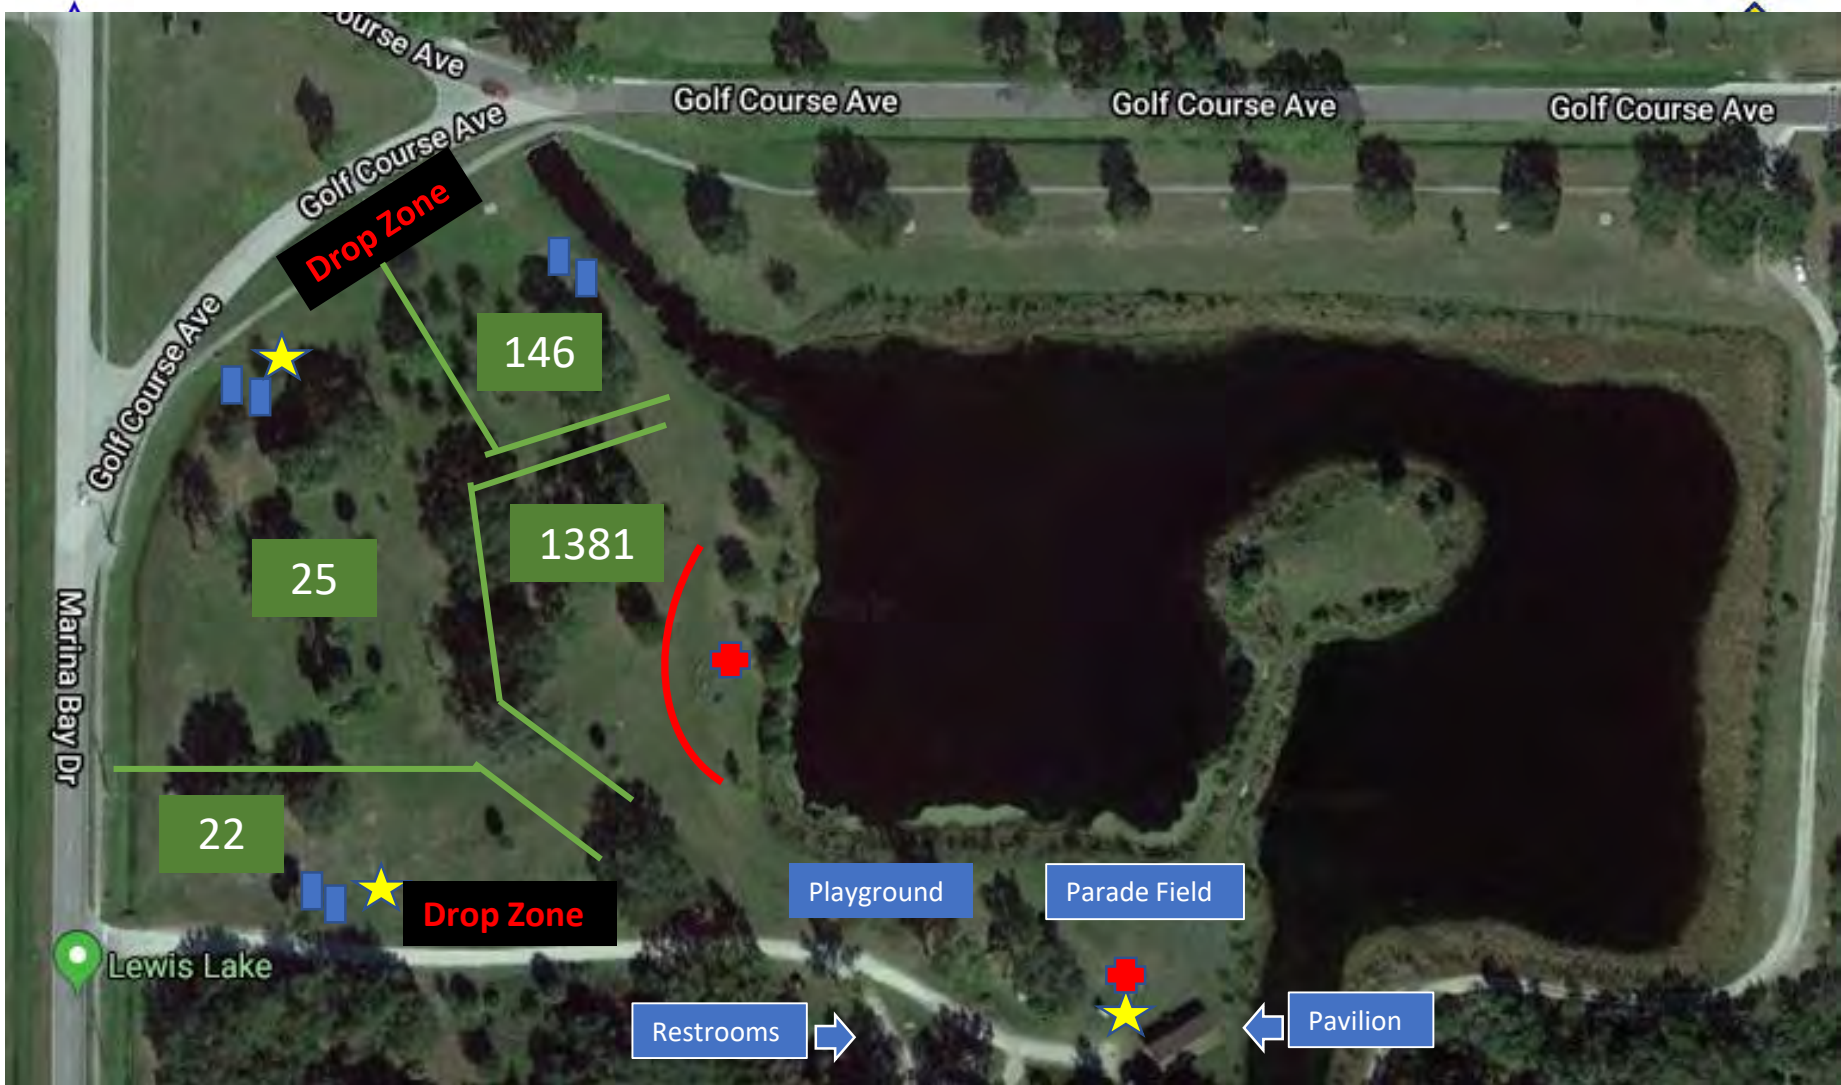 Course Ave
Golf Course Ave
Golf Course Ave
Golf Course Ave
Golf Course Ave
Drop Zone
146
Golf Course Ave
1381
25
Marina Bay Dr
22
Playground
Parade Field
Drop Zone
Lewis Lake
Restrooms
Pavilion